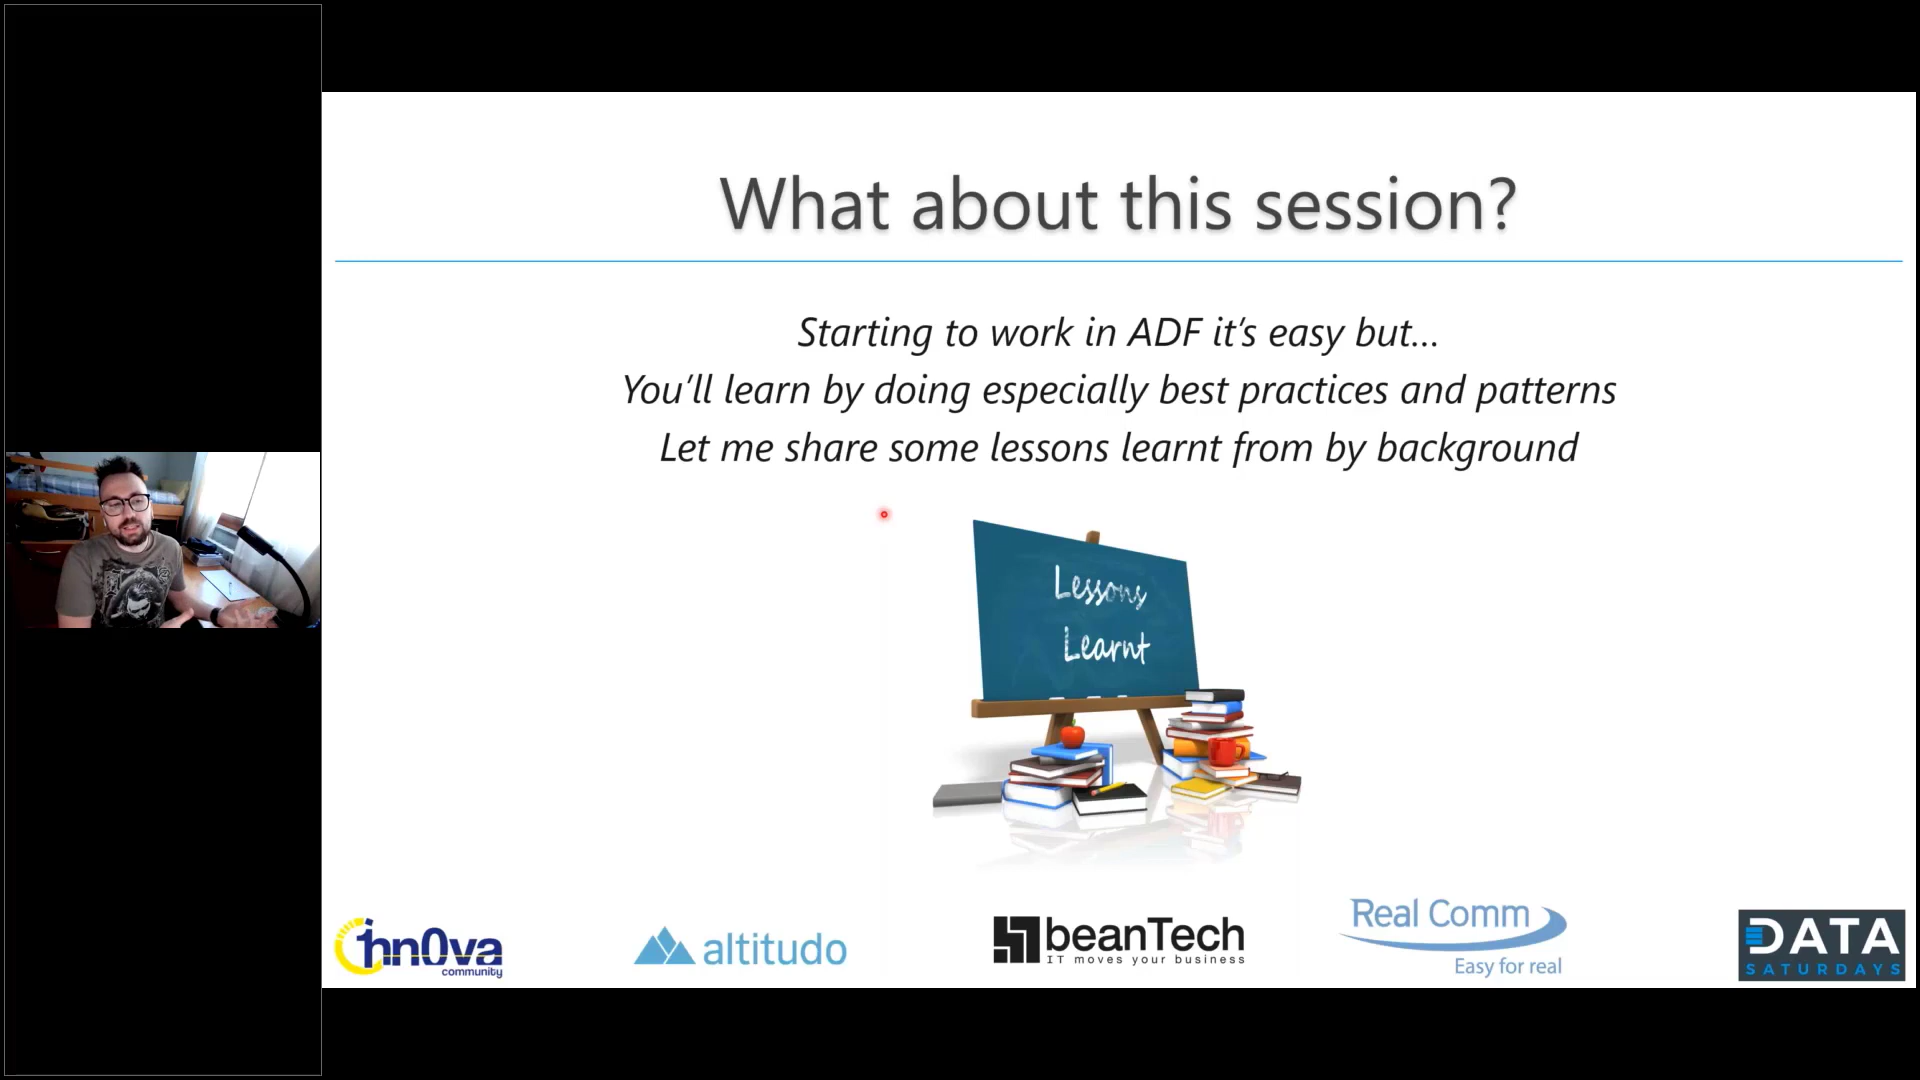 What about this session?
Starting to work in ADF it's easy but...
You'll learn by doing especially best practices and patterns
Let me share some lessons learnt from by background
Lessons
Learnt
1nn0va
community
altitudo
beanTech
IT moves your business
Real Comm
Easy for real
DATA
SATURDAYS